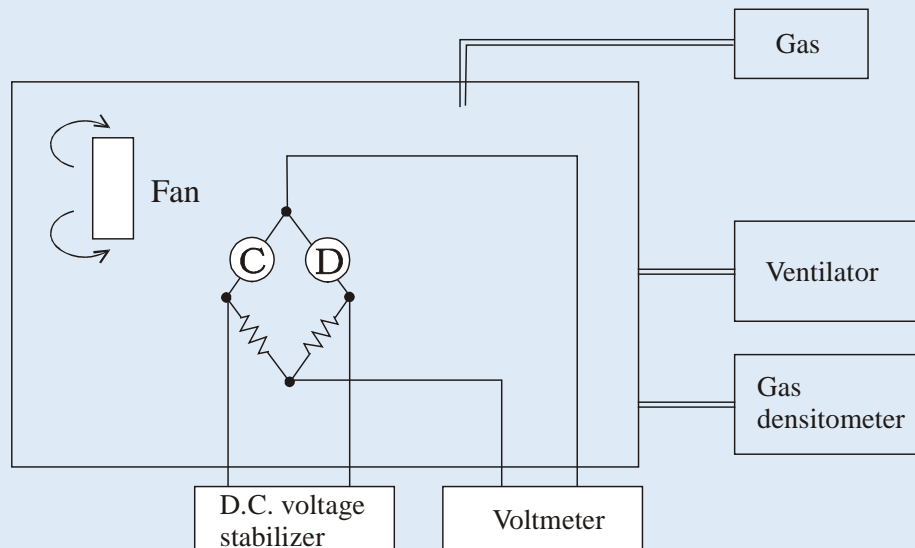 Gas
Fan
C
D
Ventilator
Gas
densitometer
D.C. voltage
stabilizer
Voltmeter